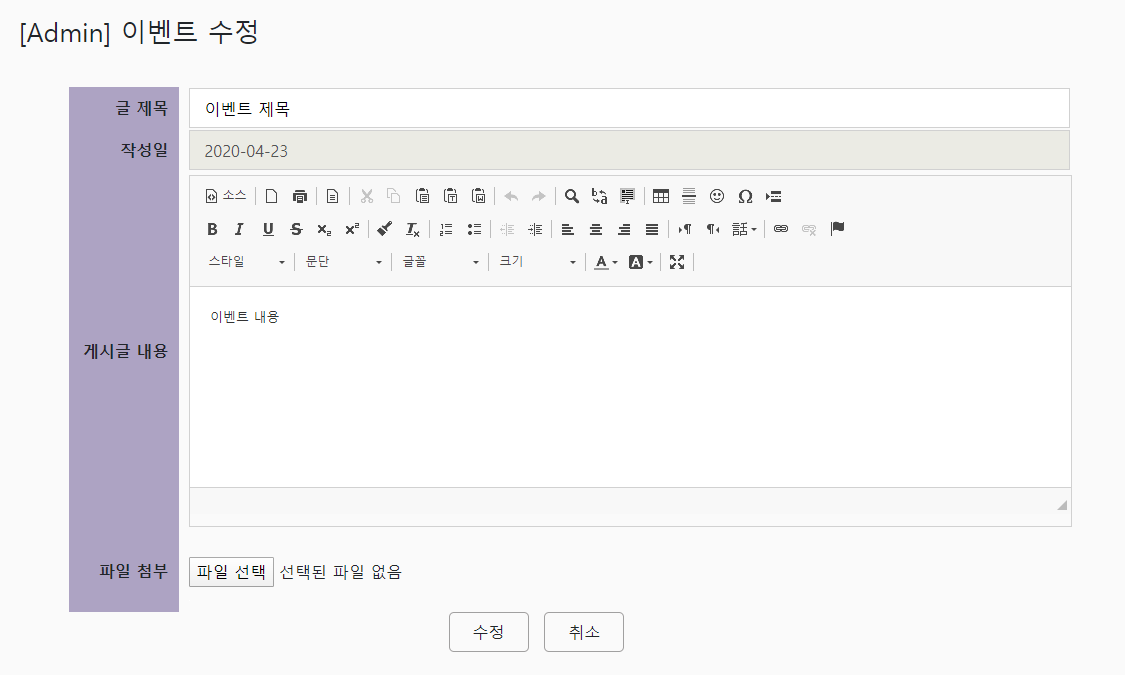 [Admin] 이벤트 수정
글 제목 이벤트 제목
작성일 2020-04-23
소스
B I U S x₂ x² Tx
스타일 문단 글꼴 크기 A A
게시글 내용
이벤트 내용
파일 첨부 파일 선택 선택된 파일 없음
수정 취소